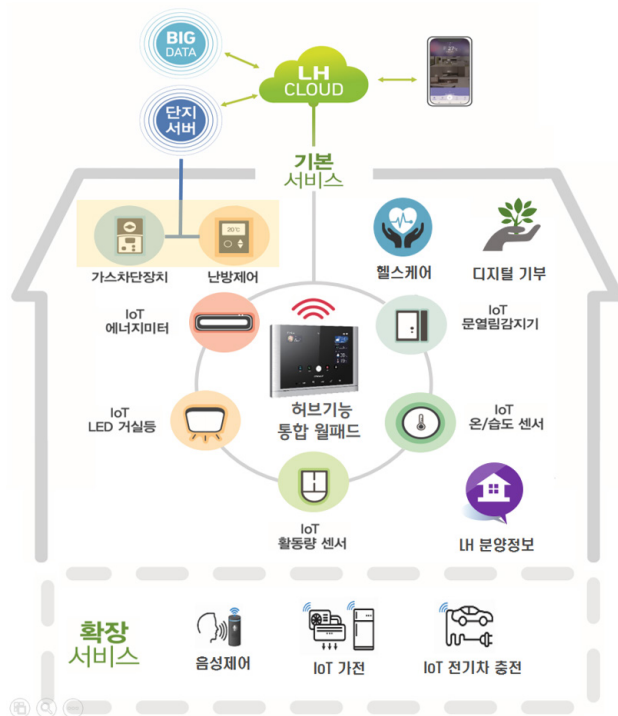 BIG
DATA
LH
CLOUD
단지
서버
기본
서비스
20°C
가스차단장치
난방제어
헬스케어
디지털 기부
IoT
에너지미터
IoT
문열림감지기
허브기능
통합 월패드
IoT
LED 거실등
IoT
온/습도 센서
IoT
활동량 센서
LH 분양정보
확장
서비스
음성제어
IoT 가전
IoT 전기차 충전